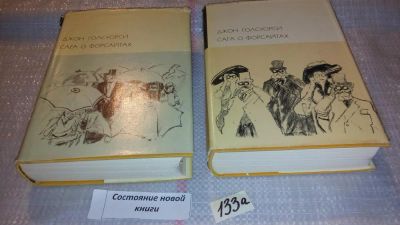 ДЖОН ГОЛСУОРСИ
САГА О ФОРСАЙТАХ
ДЖОН ГОЛСУОРСИ
САГА О ФОРСАЙТАХ
Состояние новой
книги
133а